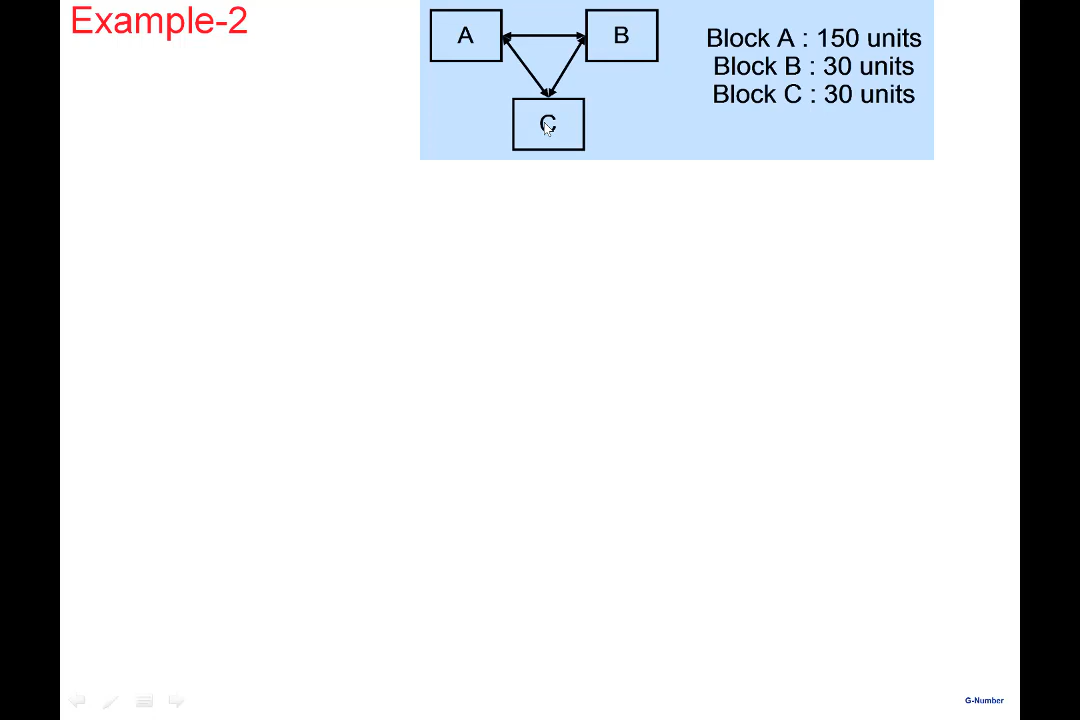 Example-2
A
B
C
Block A : 150 units
Block B : 30 units
Block C : 30 units
G-Number